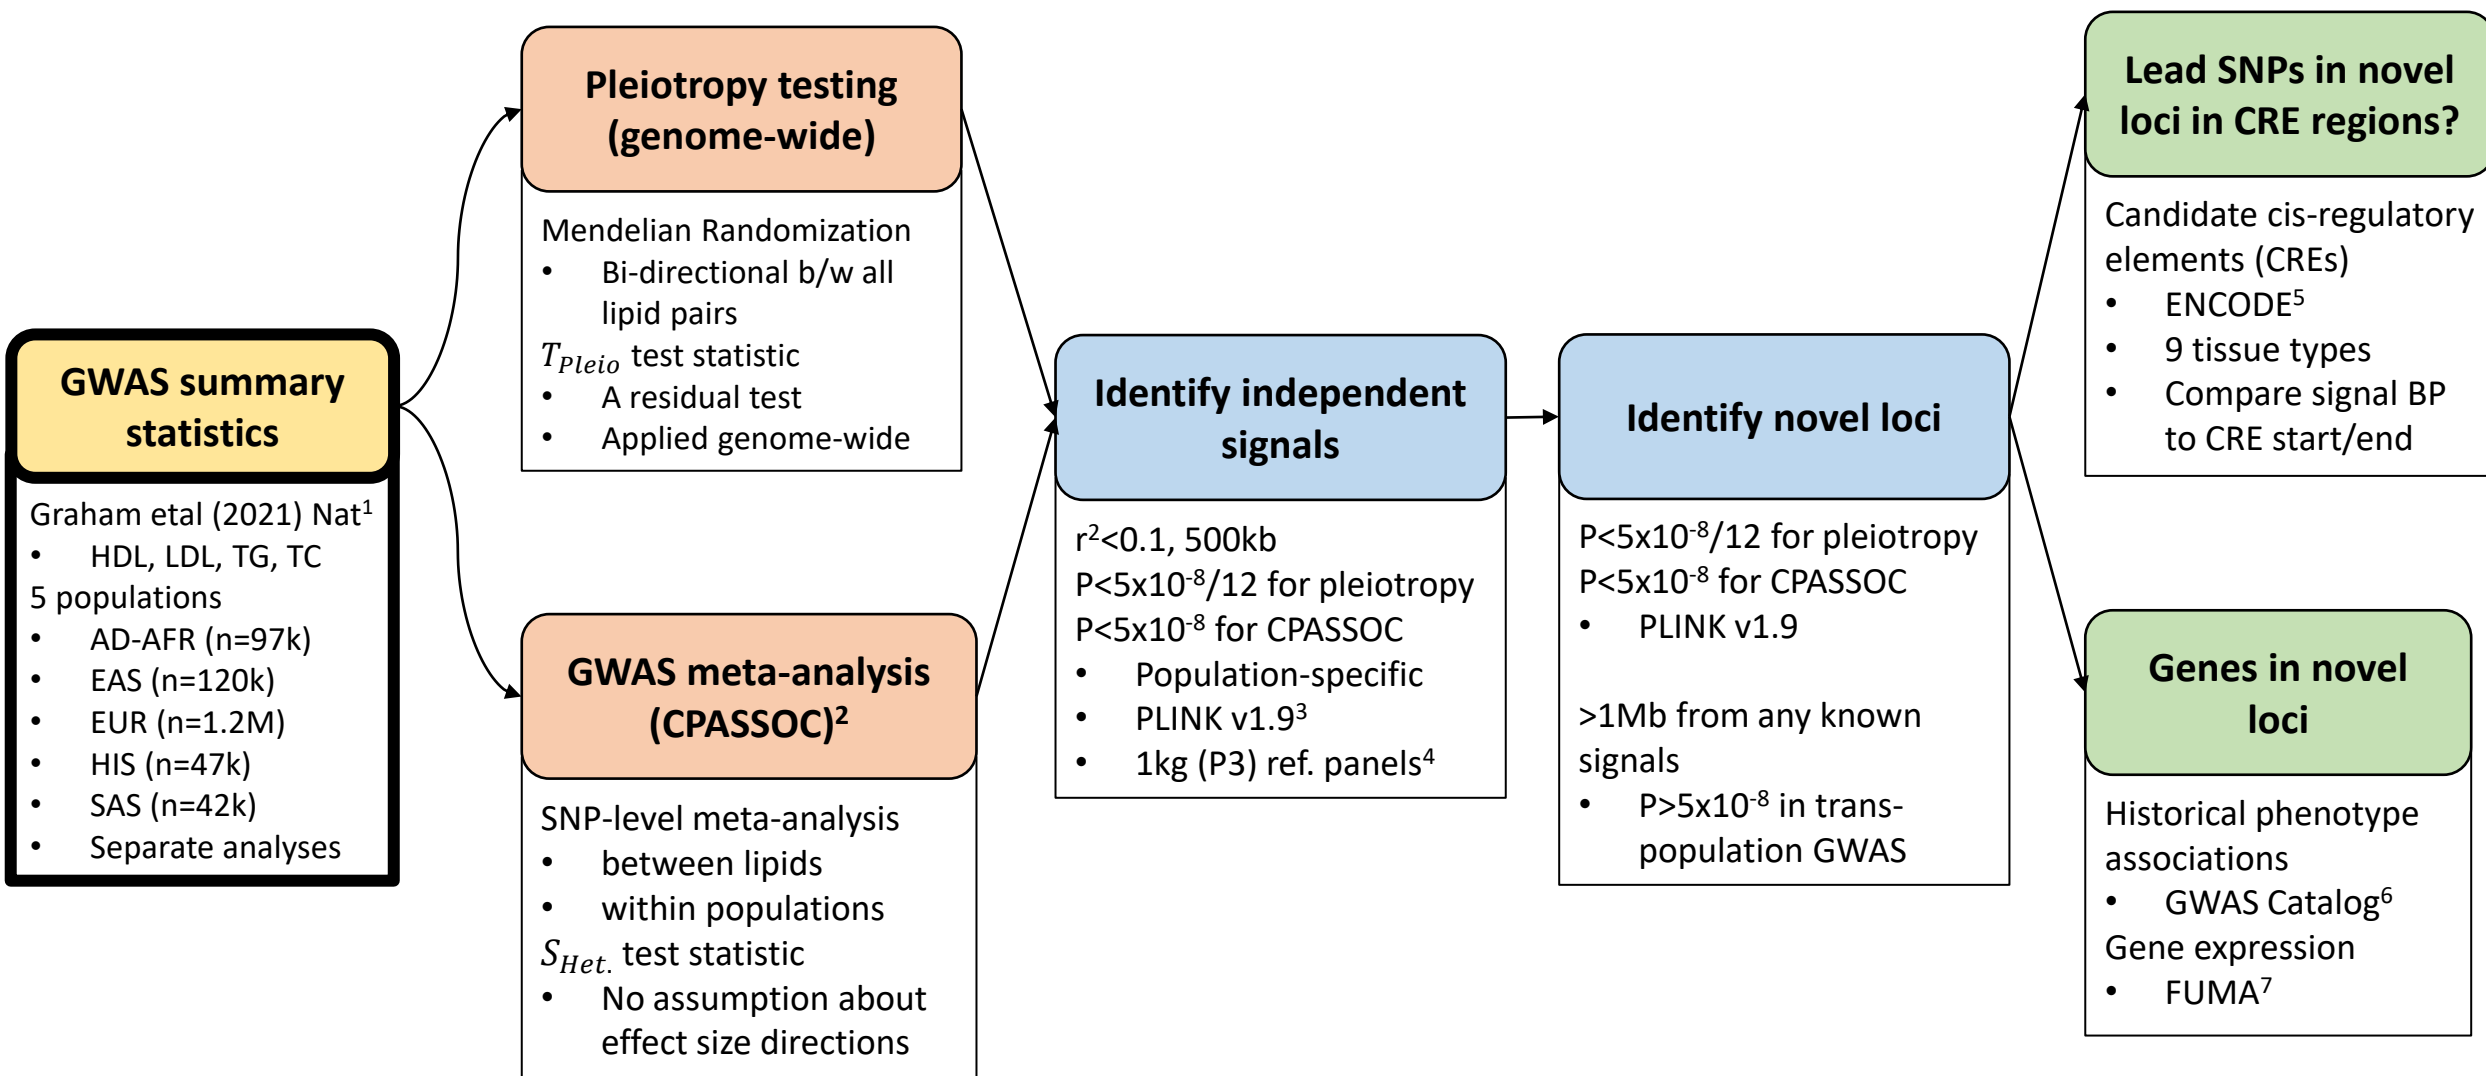 GWAS summary
statistics
Graham etal (2021) Nat¹
• HDL, LDL, TG, TC
5 populations
• AD-AFR (n=97k)
• EAS (n=120k)
• EUR (n=1.2M)
• HIS (n=47k)
• SAS (n=42k)
• Separate analyses
Pleiotropy testing
(genome-wide)
Mendelian Randomization
• Bi-directional b/w all
lipid pairs
T_Pleio test statistic
• A residual test
• Applied genome-wide
GWAS meta-analysis
(CPASSOC)²
SNP-level meta-analysis
• between lipids
• within populations
S_Het. test statistic
• No assumption about
effect size directions
Identify independent
signals
r²<0.1, 500kb
P<5x10⁻⁸/12 for pleiotropy
P<5x10⁻⁸ for CPASSOC
• Population-specific
• PLINK v1.9³
• 1kg (P3) ref. panels⁴
Identify novel loci
P<5x10⁻⁸/12 for pleiotropy
P<5x10⁻⁸ for CPASSOC
• PLINK v1.9
>1Mb from any known
signals
• P>5x10⁻⁸ in trans-
population GWAS
Lead SNPs in novel
loci in CRE regions?
Candidate cis-regulatory
elements (CREs)
• ENCODE⁵
• 9 tissue types
• Compare signal BP
to CRE start/end
Genes in novel
loci
Historical phenotype
associations
• GWAS Catalog⁶
Gene expression
• FUMA⁷